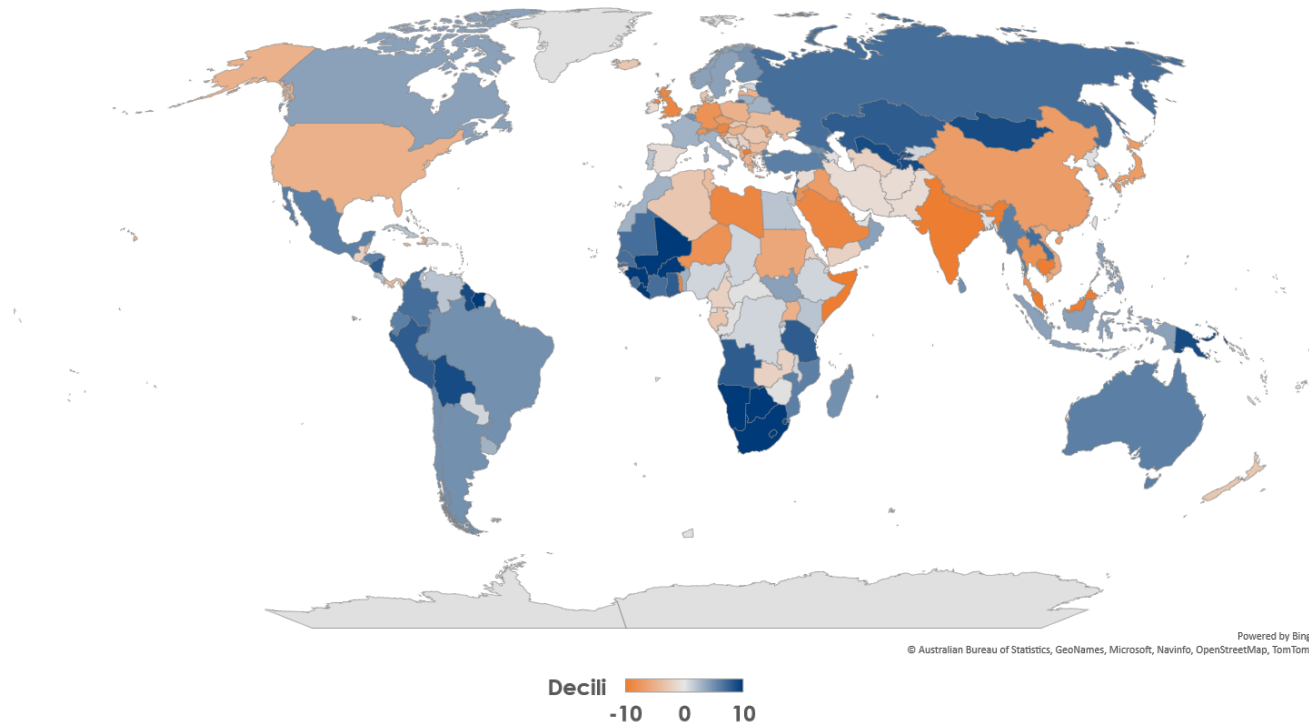 Powered by Bing
© Australian Bureau of Statistics, GeoNames, Microsoft, Navinfo, OpenStreetMap, TomTom
Decili
-10 0 10